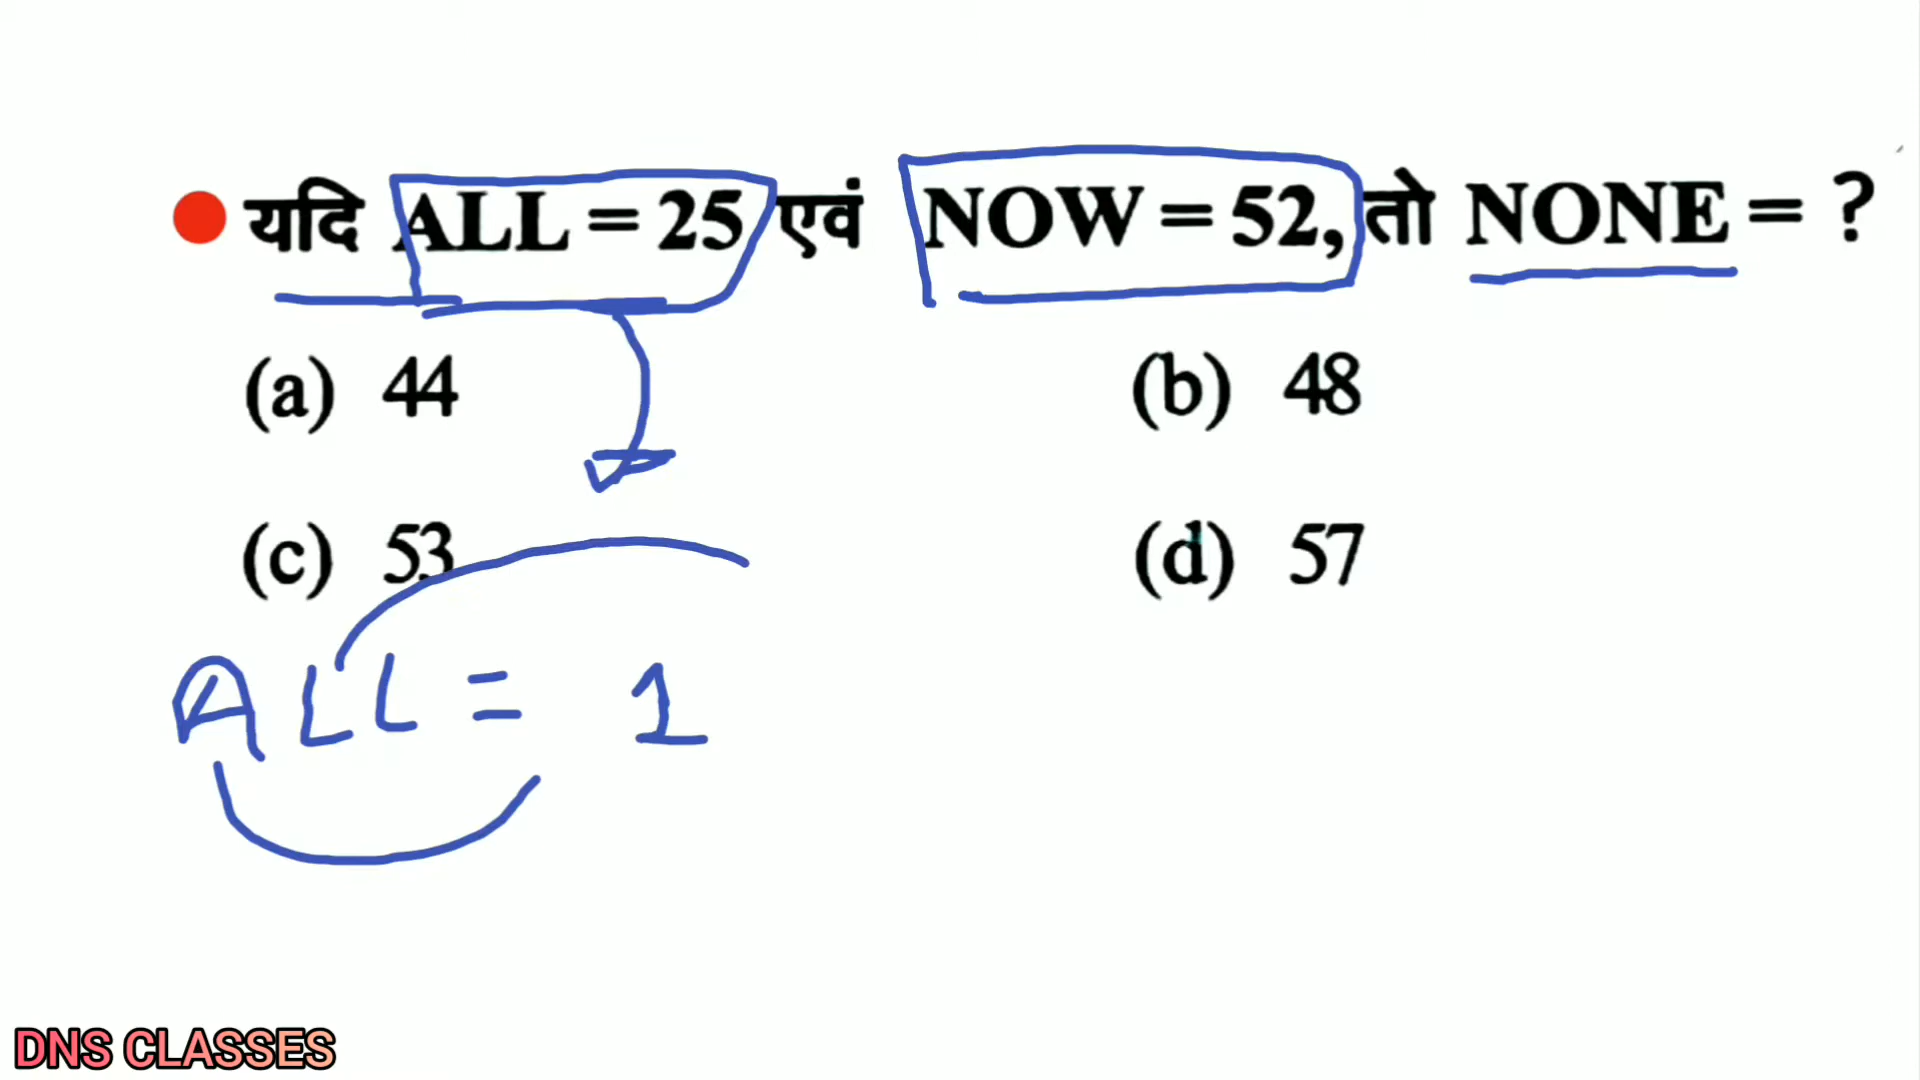 यदि ALL = 25 एवं NOW = 52, तो NONE = ?
(a) 44 (b) 48
(c) 53 (d) 57
ALL = 1
DNS CLASSES